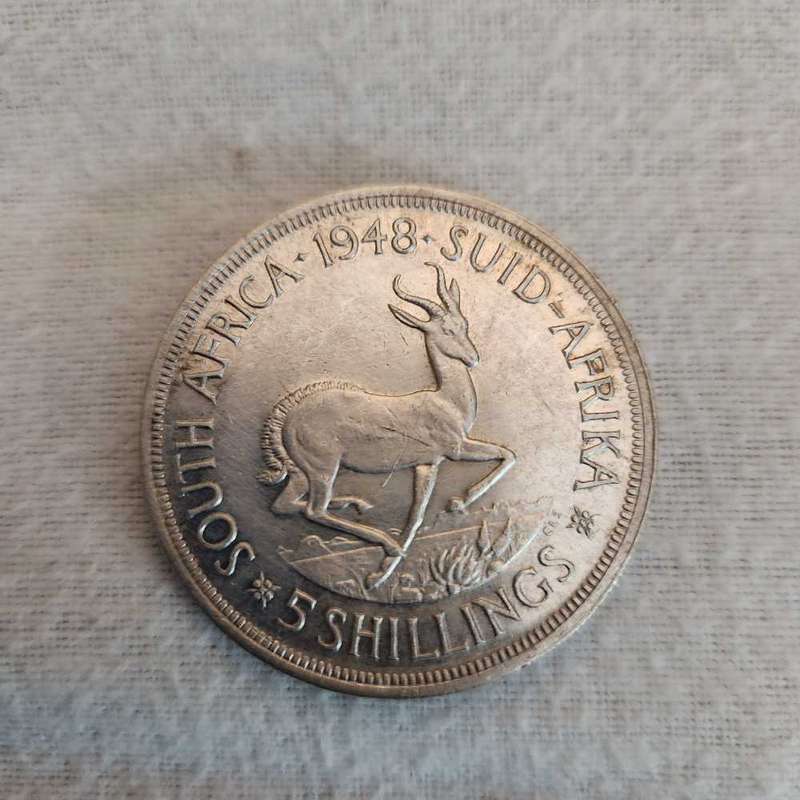 SOUTH AFRICA · 1948 · SUID-AFRIKA
5 SHILLINGS